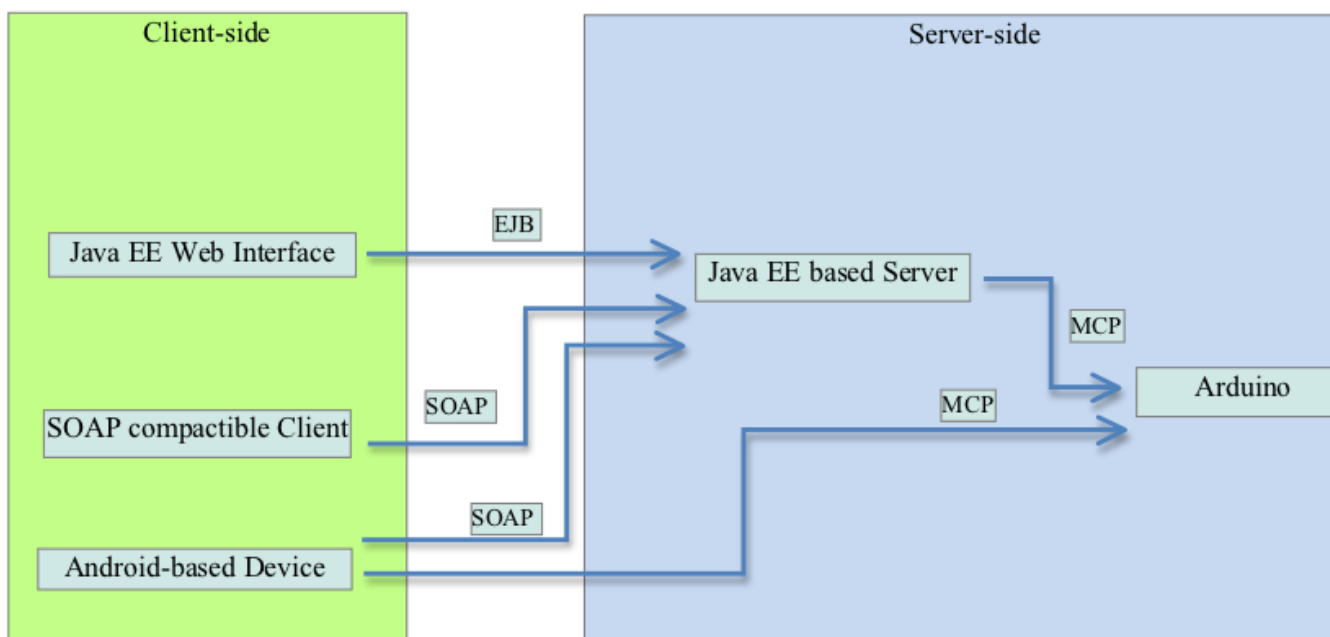 Client-side
Server-side
EJB
Java EE Web Interface
Java EE based Server
MCP
Arduino
SOAP
MCP
SOAP compactible Client
SOAP
Android-based Device